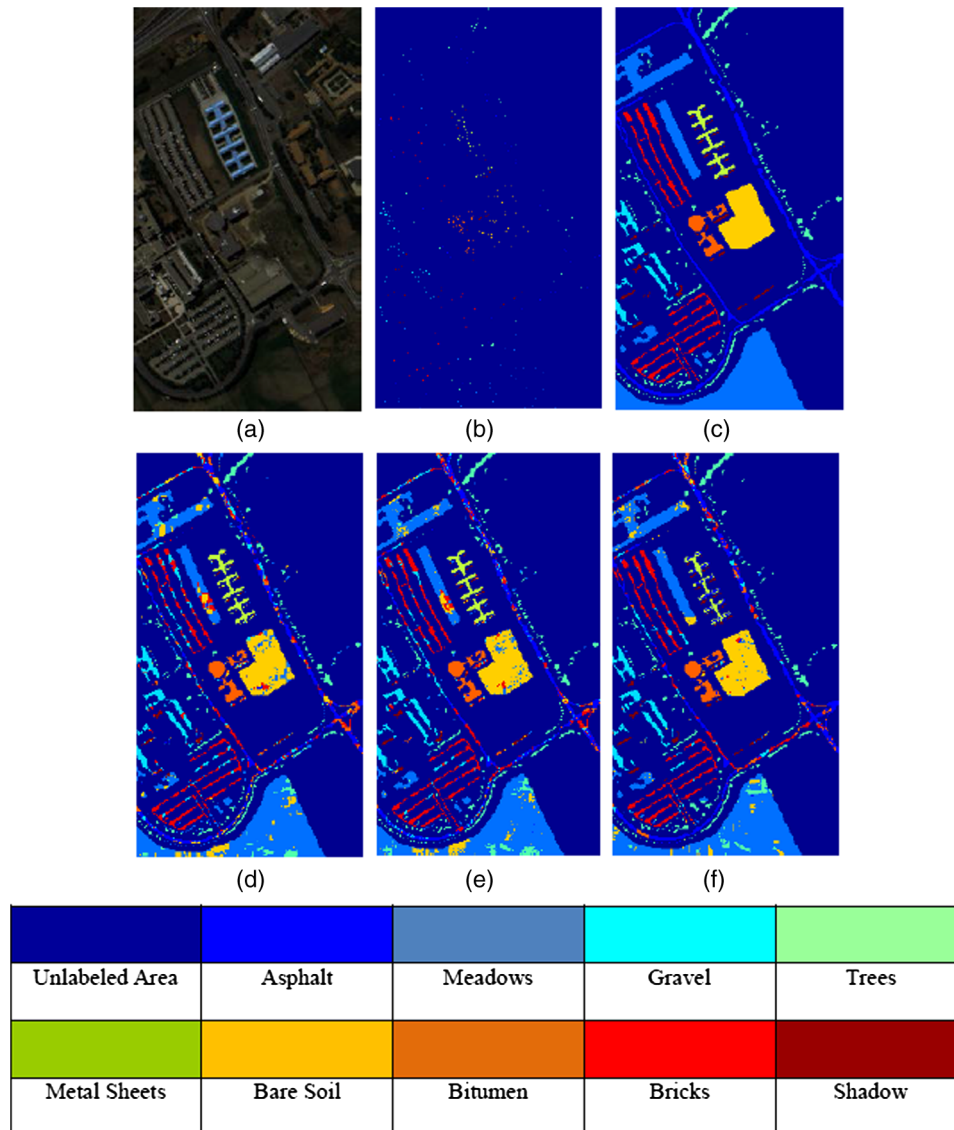 (a)
(b)
(c)
(d)
(e)
(f)
Unlabeled Area
Asphalt
Meadows
Gravel
Trees
Metal Sheets
Bare Soil
Bitumen
Bricks
Shadow